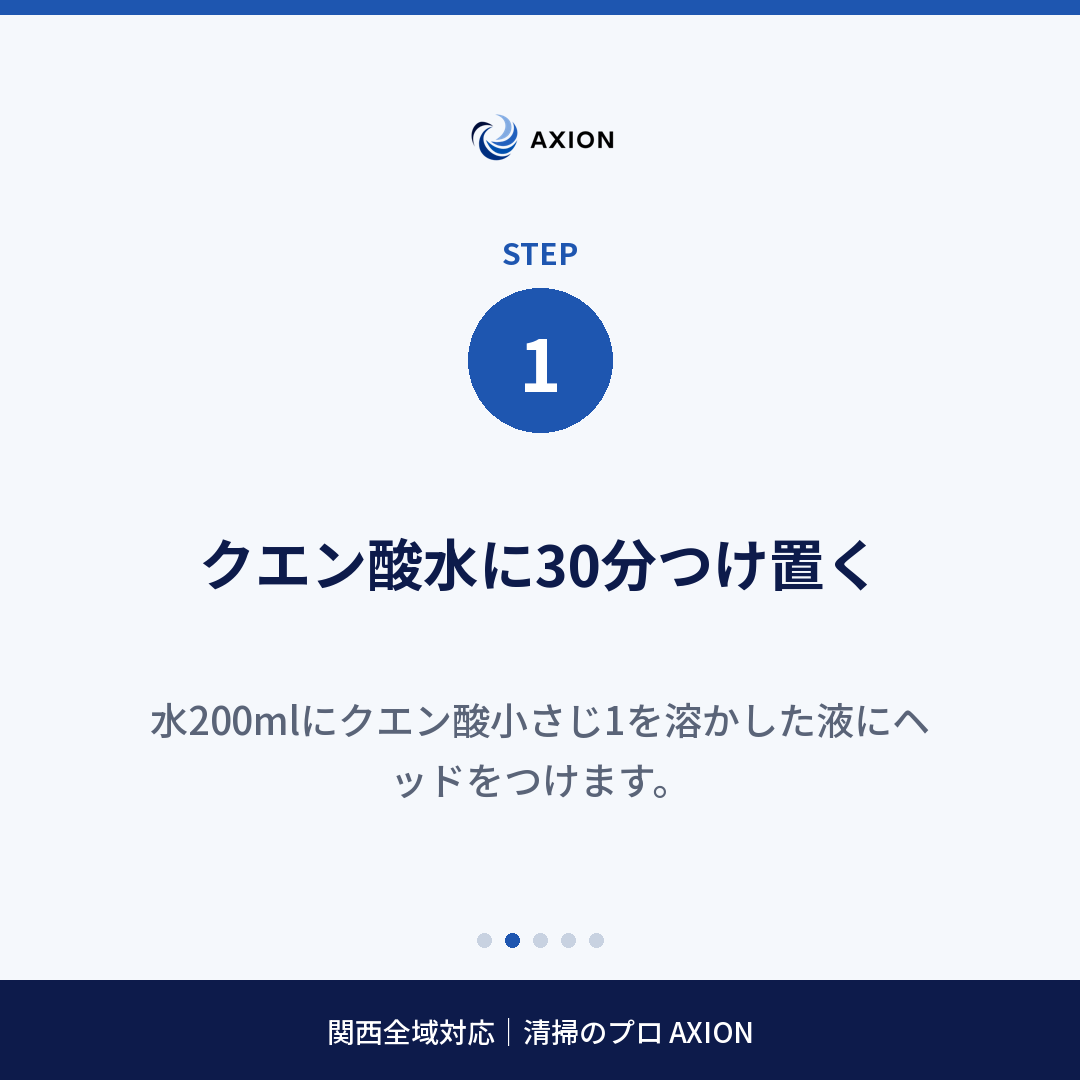 AXION
STEP
1
クエン酸水に30分つけ置く
水200mlにクエン酸小さじ1を溶かした液にヘ
ッドをつけます。
関西全域対応｜清掃のプロ AXION